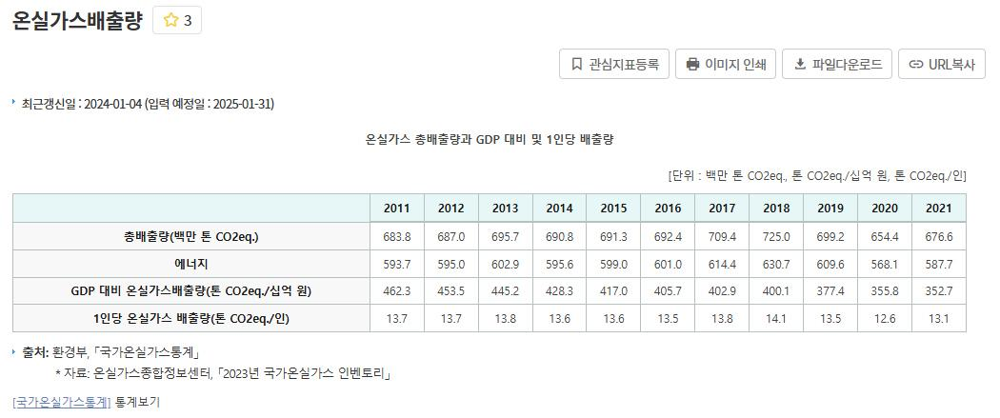 온실가스배출량 3
관심지표등록 이미지 인쇄 파일다운로드 URL복사
최근갱신일 : 2024-01-04 (입력 예정일 : 2025-01-31)
온실가스 총배출량과 GDP 대비 및 1인당 배출량
[단위 : 백만 톤 CO2eq., 톤 CO2eq./십억 원, 톤 CO2eq./인]
2011 2012 2013 2014 2015 2016 2017 2018 2019 2020 2021
총배출량(백만 톤 CO2eq.) 683.8 687.0 695.7 690.8 691.3 692.4 709.4 725.0 699.2 654.4 676.6
에너지 593.7 595.0 602.9 595.6 599.0 601.0 614.4 630.7 609.6 568.1 587.7
GDP 대비 온실가스배출량(톤 CO2eq./십억 원) 462.3 453.5 445.2 428.3 417.0 405.7 402.9 400.1 377.4 355.8 352.7
1인당 온실가스 배출량(톤 CO2eq./인) 13.7 13.7 13.8 13.6 13.6 13.5 13.8 14.1 13.5 12.6 13.1
출처: 환경부, 「국가온실가스통계」
* 자료: 온실가스종합정보센터, 「2023년 국가온실가스 인벤토리」
[국가온실가스통계] 통계보기